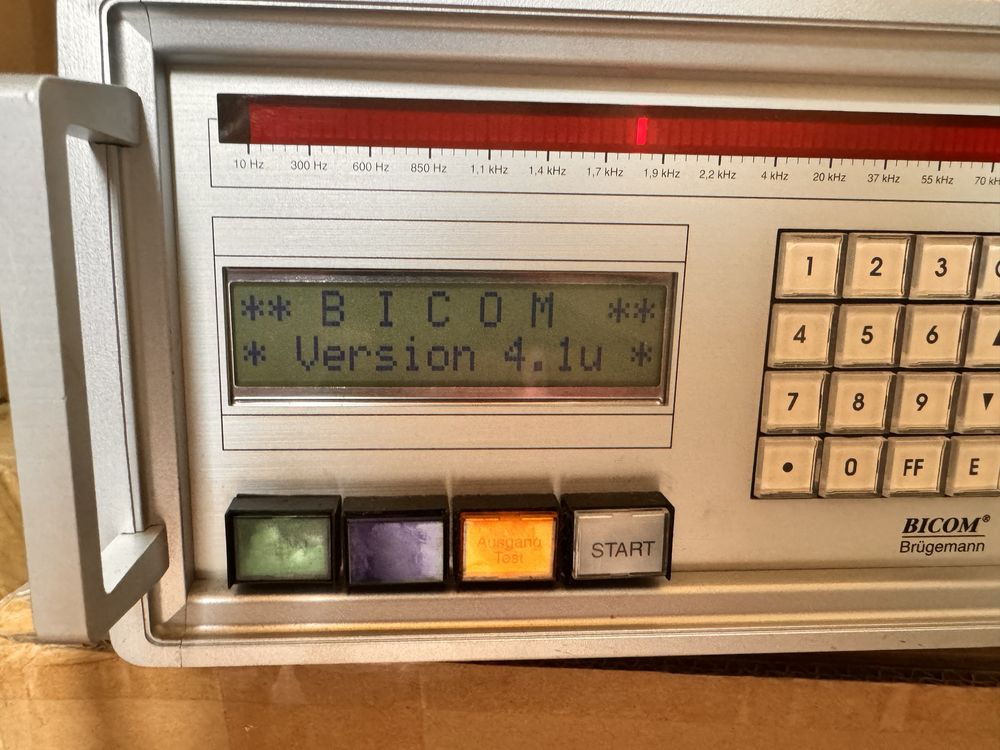 10 Hz 300 Hz 600 Hz 850 Hz 1,1 kHz 1,4 kHz 1,7 kHz 1,9 kHz 2,2 kHz 4 kHz 20 kHz 37 kHz 55 kHz 70 kHz
** B I C O M **
* Version 4.1u *
1 2 3
4 5 6 ▲
7 8 9 ▼
• 0 FF E
Ausgang
Test
START
BICOM®
Brügemann